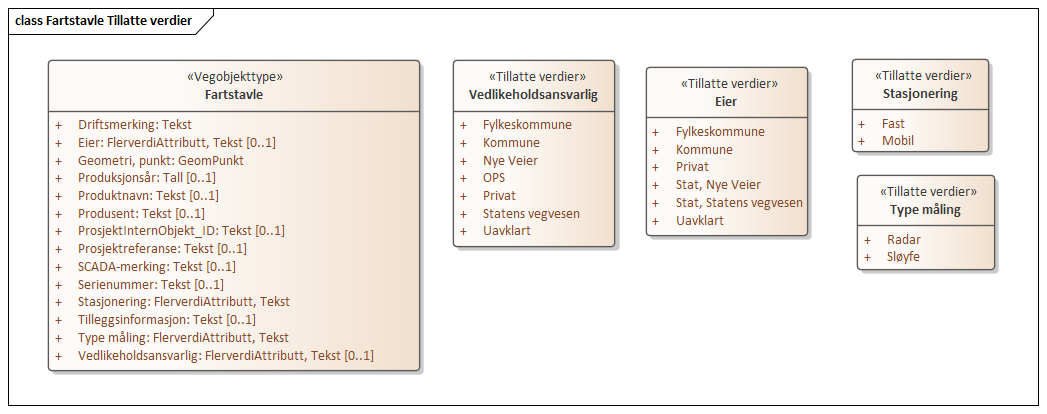 class Fartstavle Tillatte verdier
«Vegobjekttype»
Fartstavle
+ Driftsmerking: Tekst
+ Eier: FlerverdiAttributt, Tekst [0..1]
+ Geometri, punkt: GeomPunkt
+ Produksjonsår: Tall [0..1]
+ Produktnavn: Tekst [0..1]
+ Produsent: Tekst [0..1]
+ ProsjektInternObjekt_ID: Tekst [0..1]
+ Prosjektreferanse: Tekst [0..1]
+ SCADA-merking: Tekst [0..1]
+ Serienummer: Tekst [0..1]
+ Stasjonering: FlerverdiAttributt, Tekst
+ Tilleggsinformasjon: Tekst [0..1]
+ Type måling: FlerverdiAttributt, Tekst
+ Vedlikeholdsansvarlig: FlerverdiAttributt, Tekst [0..1]
«Tillatte verdier»
Vedlikeholdsansvarlig
+ Fylkeskommune
+ Kommune
+ Nye Veier
+ OPS
+ Privat
+ Statens vegvesen
+ Uavklart
«Tillatte verdier»
Eier
+ Fylkeskommune
+ Kommune
+ Privat
+ Stat, Nye Veier
+ Stat, Statens vegvesen
+ Uavklart
«Tillatte verdier»
Stasjonering
+ Fast
+ Mobil
«Tillatte verdier»
Type måling
+ Radar
+ Sløyfe